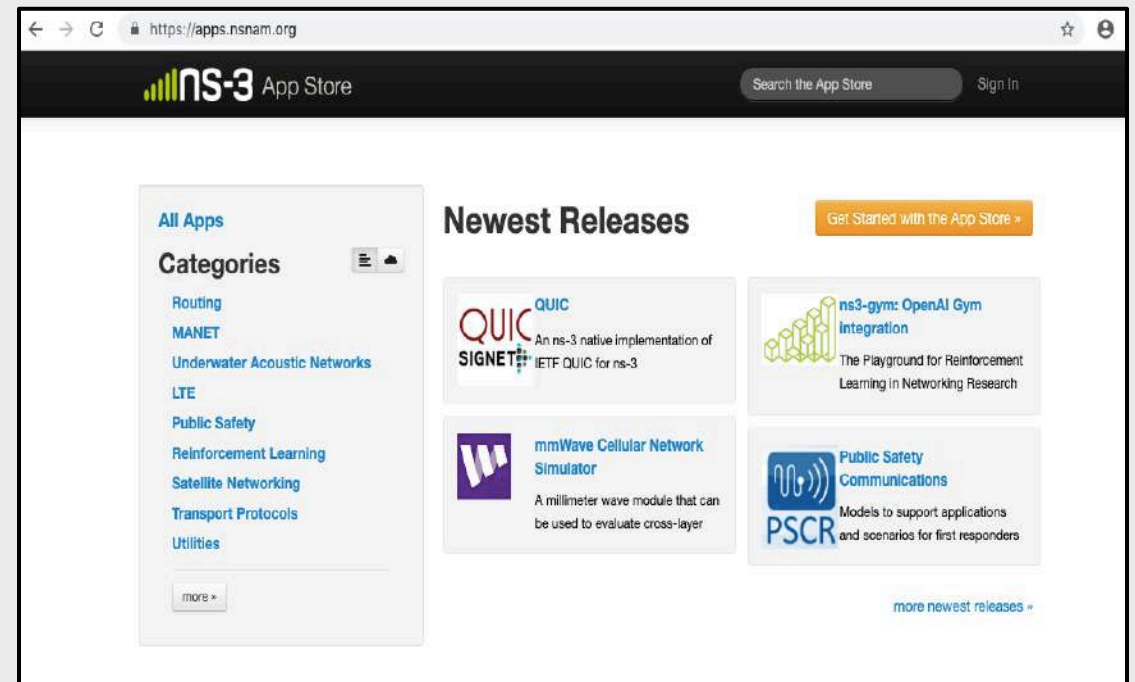 https://apps.nsnam.org
NS-3 App Store
Search the App Store
Sign In
All Apps
Categories
Routing
MANET
Underwater Acoustic Networks
LTE
Public Safety
Reinforcement Learning
Satellite Networking
Transport Protocols
Utilities
more »
Newest Releases
Get Started with the App Store »
QUIC
SIGNET
QUIC
An ns-3 native implementation of
IETF QUIC for ns-3
ns3-gym: OpenAI Gym
integration
The Playground for Reinforcement
Learning in Networking Research
mmWave Cellular Network
Simulator
A millimeter wave module that can
be used to evaluate cross-layer
PSCR
Public Safety
Communications
Models to support applications
and scenarios for first responders
more newest releases »